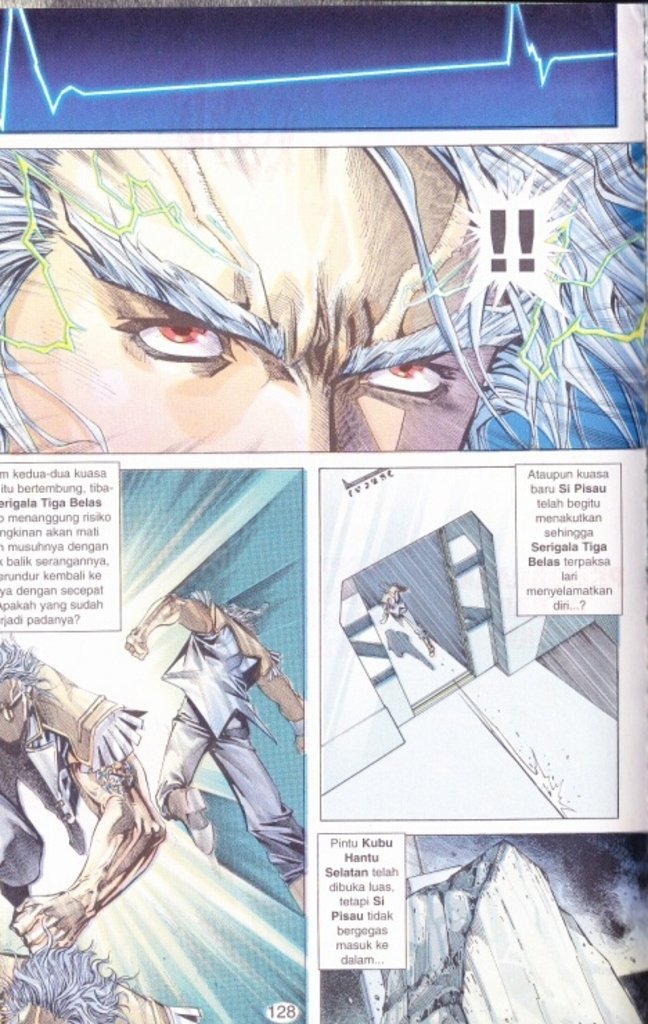 !!
m kedua-dua kuasa
itu bertembung, tiba-
erigala Tiga Belas
o menanggung risiko
ngkinan akan mati
n musuhnya dengan
k balik serangannya,
erundur kembali ke
ya dengan secepat
Apakah yang sudah
rjadi padanya?
Ataupun kuasa
baru Si Pisau
telah begitu
menakutkan
sehingga
Serigala Tiga
Belas terpaksa
lari
menyelamatkan
diri...?
Pintu Kubu
Hantu
Selatan telah
dibuka luas,
tetapi Si
Pisau tidak
bergegas
masuk ke
dalam...
128